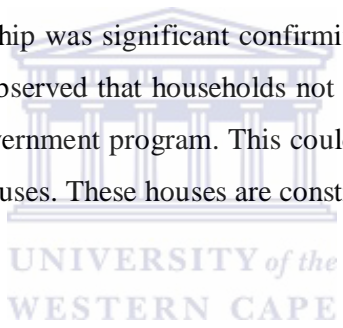 hip was significant confirmi
bserved that households not
vernment program. This coul
uses. These houses are const
UNIVERSITY of the
WESTERN CAPE